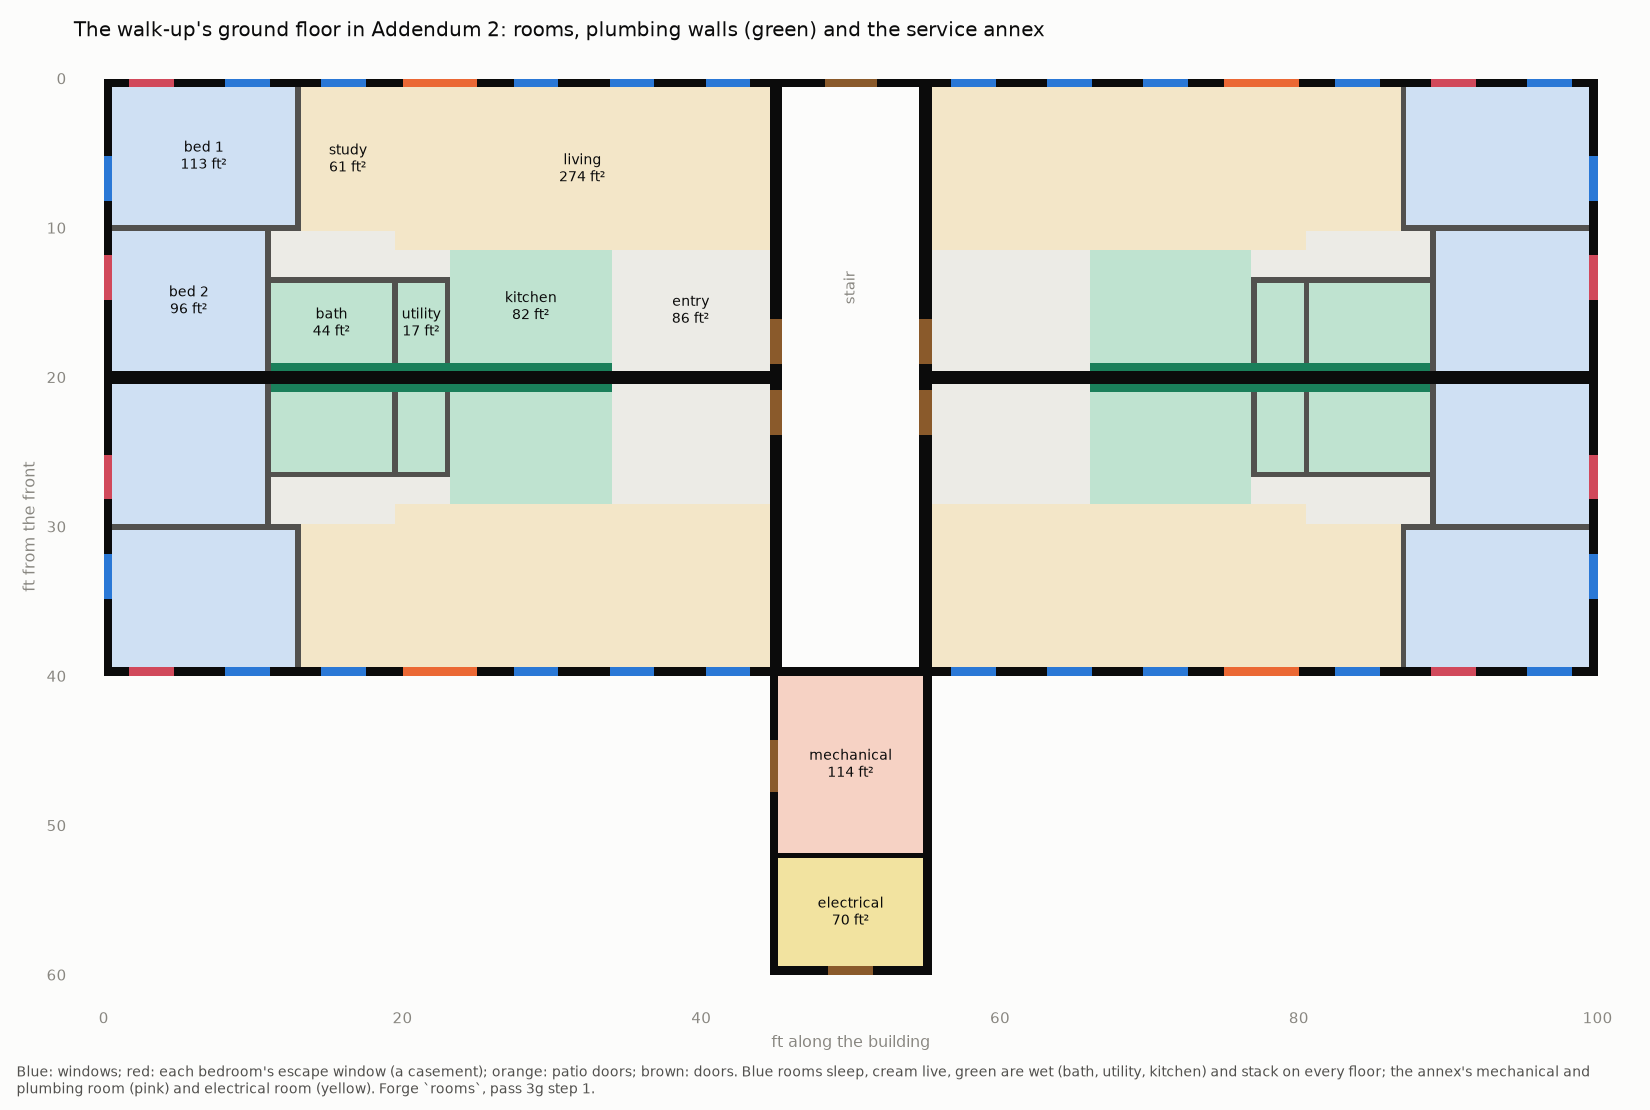 The walk-up's ground floor in Addendum 2: rooms, plumbing walls (green) and the service annex
0
10
20
30
40
50
60
ft from the front
bed 1
113 ft²
study
61 ft²
living
274 ft²
bed 2
96 ft²
bath
44 ft²
utility
17 ft²
kitchen
82 ft²
entry
86 ft²
stair
mechanical
114 ft²
electrical
70 ft²
0
20
40
60
80
100
ft along the building
Blue: windows; red: each bedroom's escape window (a casement); orange: patio doors; brown: doors. Blue rooms sleep, cream live, green are wet (bath, utility, kitchen) and stack on every floor; the annex's mechanical and
plumbing room (pink) and electrical room (yellow). Forge `rooms`, pass 3g step 1.